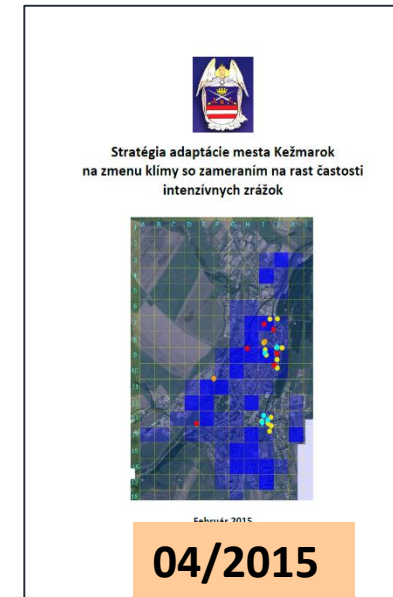 Stratégia adaptácie mesta Kežmarok
na zmenu klímy so zameraním na rast častosti
intenzívnych zrážok
A B C D
H
Február 2015
04/2015